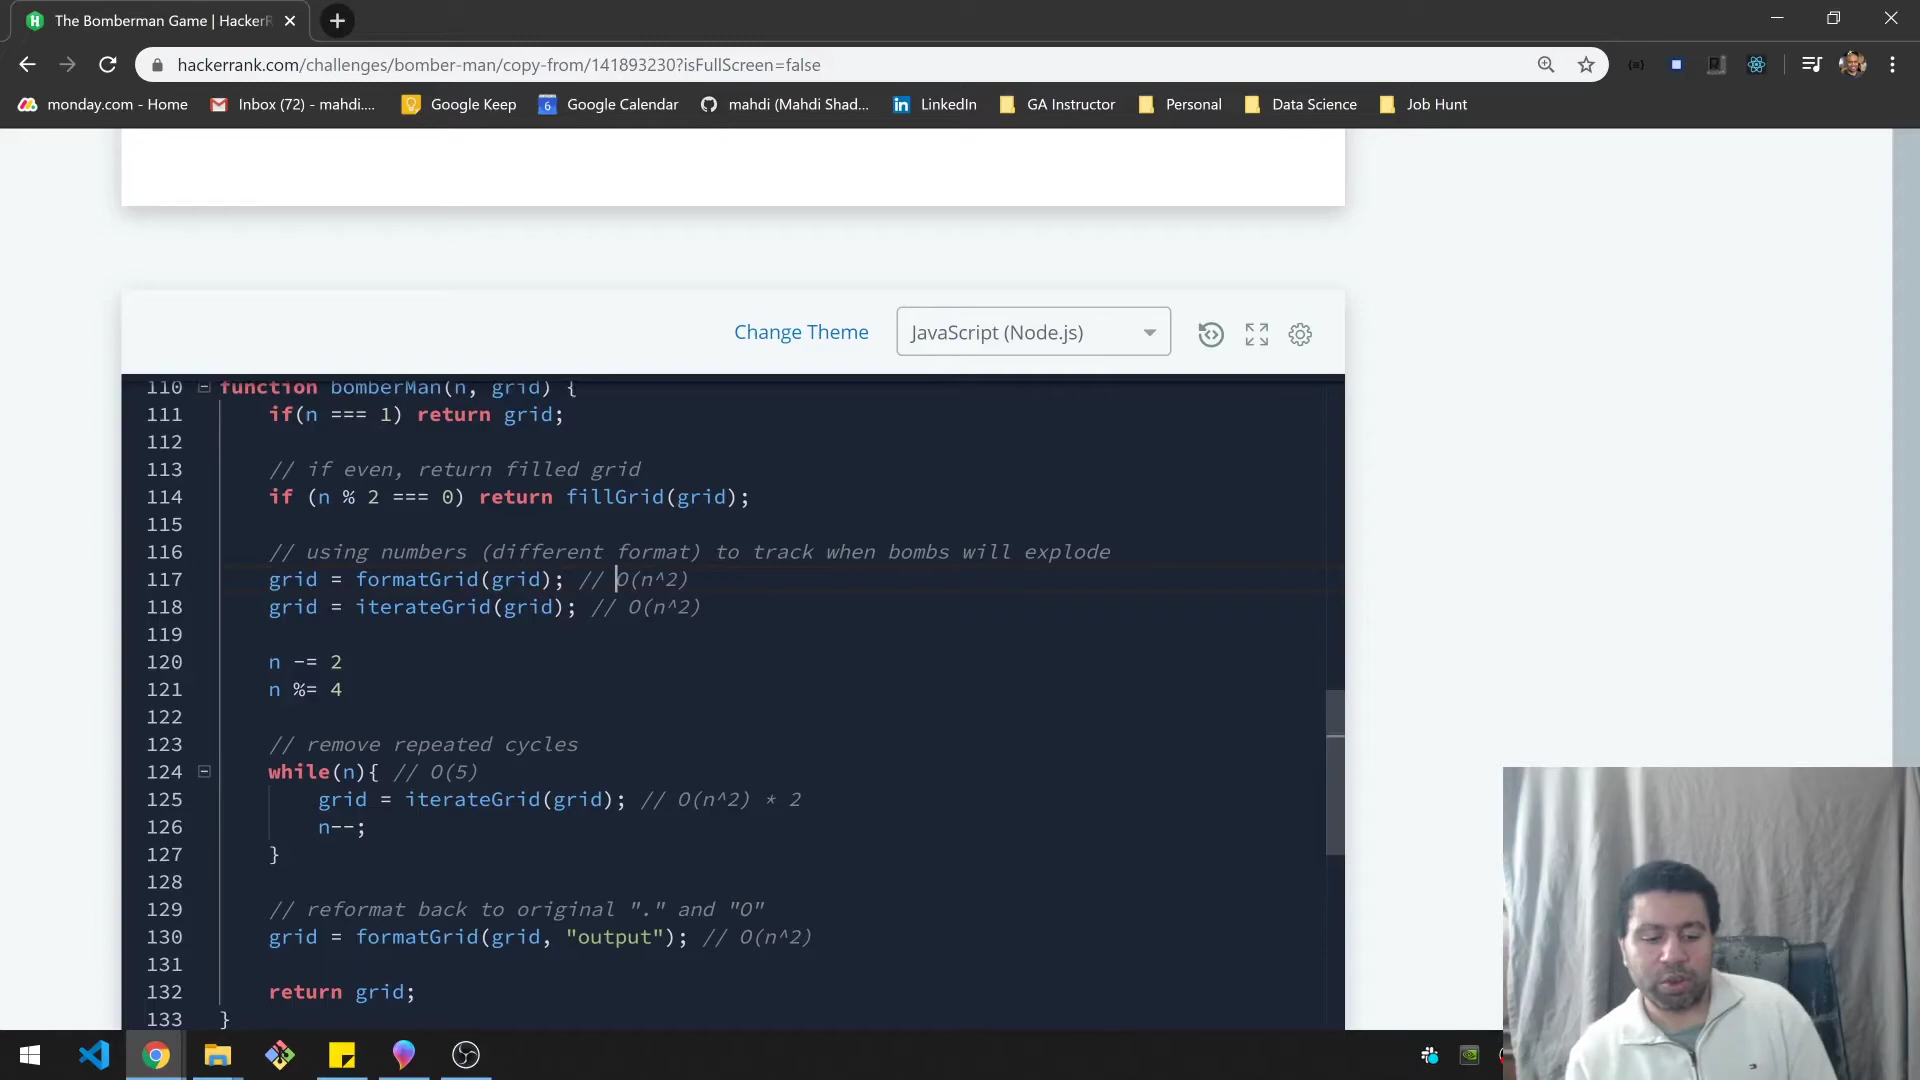 The Bomberman Game | HackerR
hackerrank.com/challenges/bomber-man/copy-from/141893230?isFullScreen=false
monday.com - Home
Inbox (72) - mahdi....
Google Keep
6
Google Calendar
mahdi (Mahdi Shad...
LinkedIn
GA Instructor
Personal
Data Science
Job Hunt
Change Theme
JavaScript (Node.js)
110 function bomberMan(n, grid) {
111 if(n === 1) return grid;
112
113 // if even, return filled grid
114 if (n % 2 === 0) return fillGrid(grid);
115
116 // using numbers (different format) to track when bombs will explode
117 grid = formatGrid(grid); // O(n^2)
118 grid = iterateGrid(grid); // O(n^2)
119
120 n -= 2
121 n %= 4
122
123 // remove repeated cycles
124 while(n){ // O(5)
125 grid = iterateGrid(grid); // O(n^2) * 2
126 n--;
127 }
128
129 // reformat back to original "." and "O"
130 grid = formatGrid(grid, "output"); // O(n^2)
131
132 return grid;
133 }